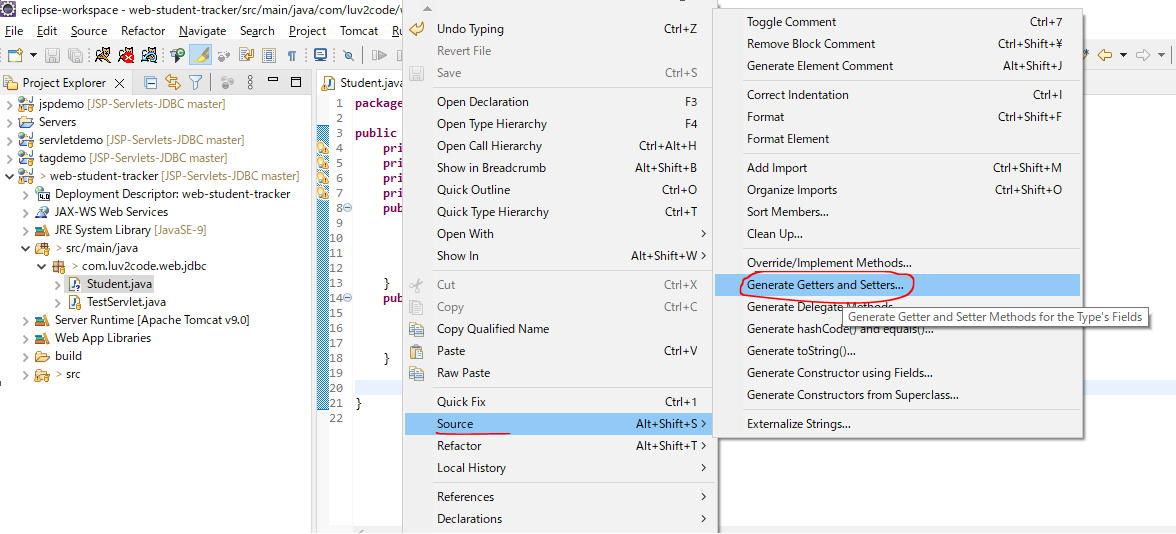 eclipse-workspace - web-student-tracker/src/main/java/com/luv2code/
File Edit Source Refactor Navigate Search Project Tomcat Ru
Project Explorer
jspdemo [JSP-Servlets-JDBC master]
Servers
servletdemo [JSP-Servlets-JDBC master]
tagdemo [JSP-Servlets-JDBC master]
> web-student-tracker [JSP-Servlets-JDBC master]
Deployment Descriptor: web-student-tracker
JAX-WS Web Services
JRE System Library [JavaSE-9]
> src/main/java
> com.luv2code.web.jdbc
Student.java
TestServlet.java
Server Runtime [Apache Tomcat v9.0]
Web App Libraries
build
> src
Student.java
1 package
2
3 public
4 pri
5 pri
6 pri
7 pri
8 pub
9
10
11
12
13 }
14 pub
15
16
17
18 }
19
20
21 }
22
Undo Typing Ctrl+Z
Revert File
Save Ctrl+S
Open Declaration F3
Open Type Hierarchy F4
Open Call Hierarchy Ctrl+Alt+H
Show in Breadcrumb Alt+Shift+B
Quick Outline Ctrl+O
Quick Type Hierarchy Ctrl+T
Open With >
Show In Alt+Shift+W >
Cut Ctrl+X
Copy Ctrl+C
Copy Qualified Name
Paste Ctrl+V
Raw Paste
Quick Fix Ctrl+1
Source Alt+Shift+S >
Refactor Alt+Shift+T >
Local History >
References >
Declarations >
Toggle Comment Ctrl+7
Remove Block Comment Ctrl+Shift+¥
Generate Element Comment Alt+Shift+J
Correct Indentation Ctrl+I
Format Ctrl+Shift+F
Format Element
Add Import Ctrl+Shift+M
Organize Imports Ctrl+Shift+O
Sort Members...
Clean Up...
Override/Implement Methods...
Generate Getters and Setters...
Generate Delegate Methods...
Generate Getter and Setter Methods for the Type's Fields
Generate hashCode() and equals()...
Generate toString()...
Generate Constructor using Fields...
Generate Constructors from Superclass...
Externalize Strings...